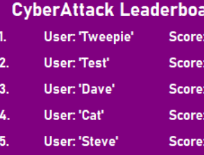 CyberAttack Leaderboa
1. User: 'Tweepie' Score:
2. User: 'Test' Score:
3. User: 'Dave' Score:
4. User: 'Cat' Score:
5. User: 'Steve' Score: